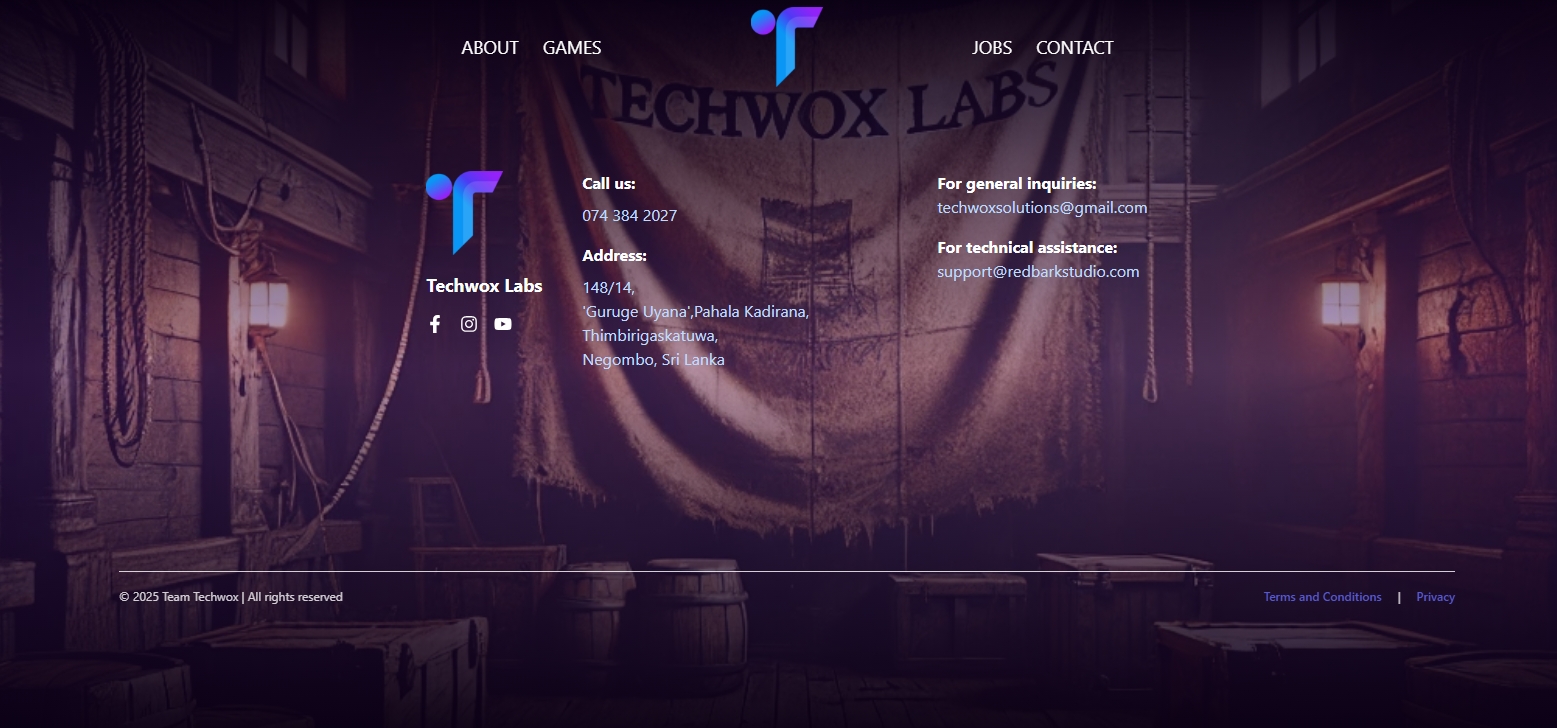 ABOUT GAMES JOBS CONTACT
TECHWOX LABS
Techwox Labs
Call us:
074 384 2027
Address:
148/14,
'Guruge Uyana',Pahala Kadirana,
Thimbirigaskatuwa,
Negombo, Sri Lanka
For general inquiries:
techwoxsolutions@gmail.com
For technical assistance:
support@redbarkstudio.com
© 2025 Team Techwox | All rights reserved
Terms and Conditions | Privacy